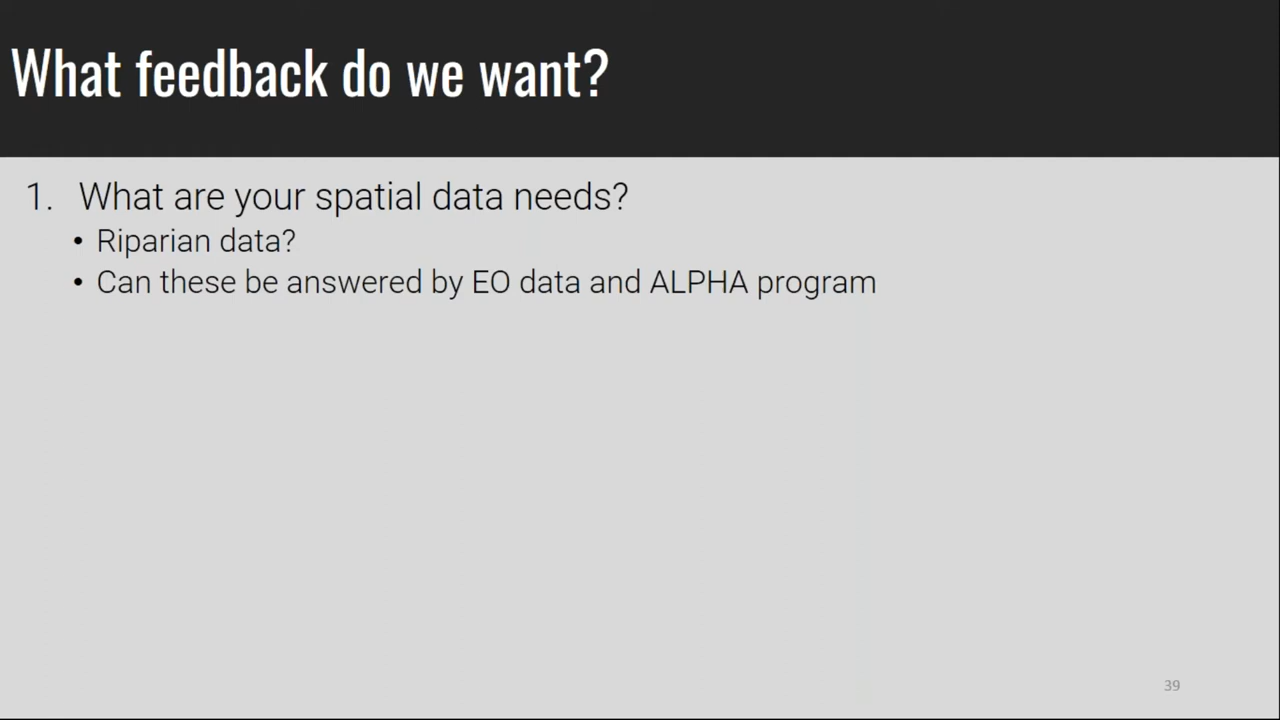 What feedback do we want?
1. What are your spatial data needs?
• Riparian data?
• Can these be answered by EO data and ALPHA program
39